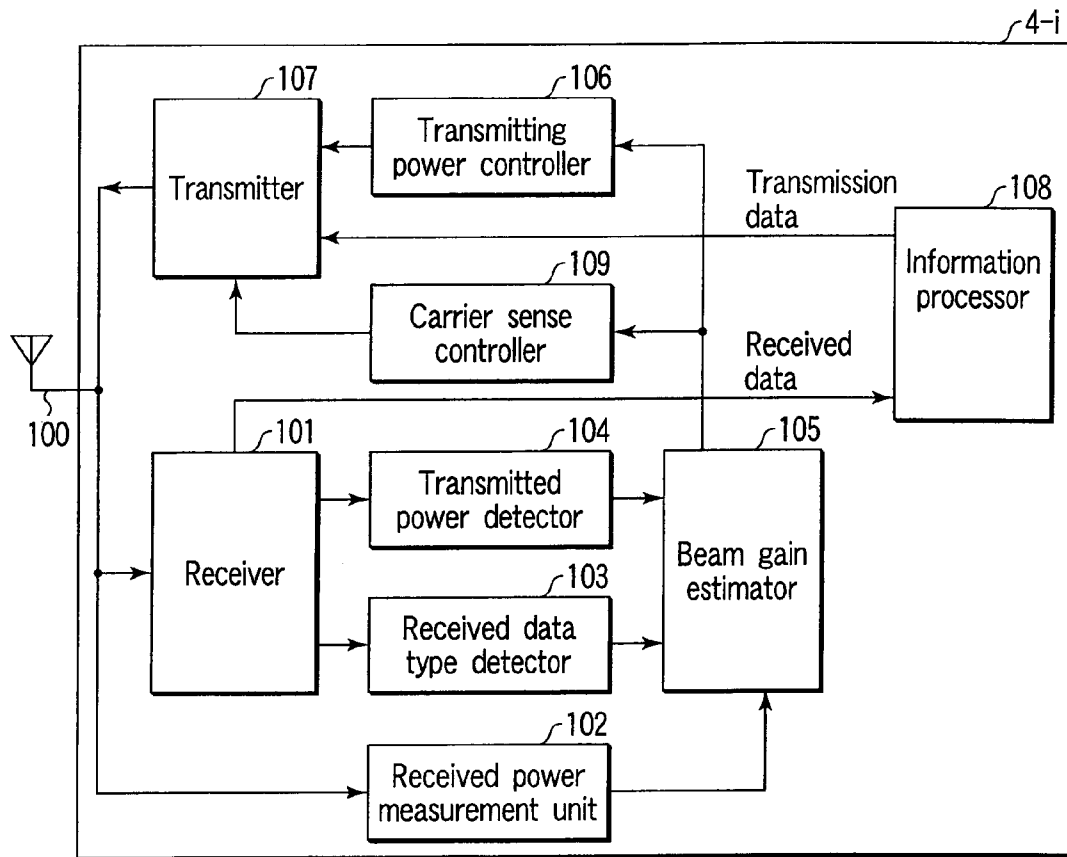 4-i
107
106
Transmitting
power controller
Transmitter
Transmission
data
108
Information
processor
109
Carrier sense
controller
Received
data
100
101
104
105
Transmitted
power detector
Receiver
Beam gain
estimator
103
Received data
type detector
102
Received power
measurement unit